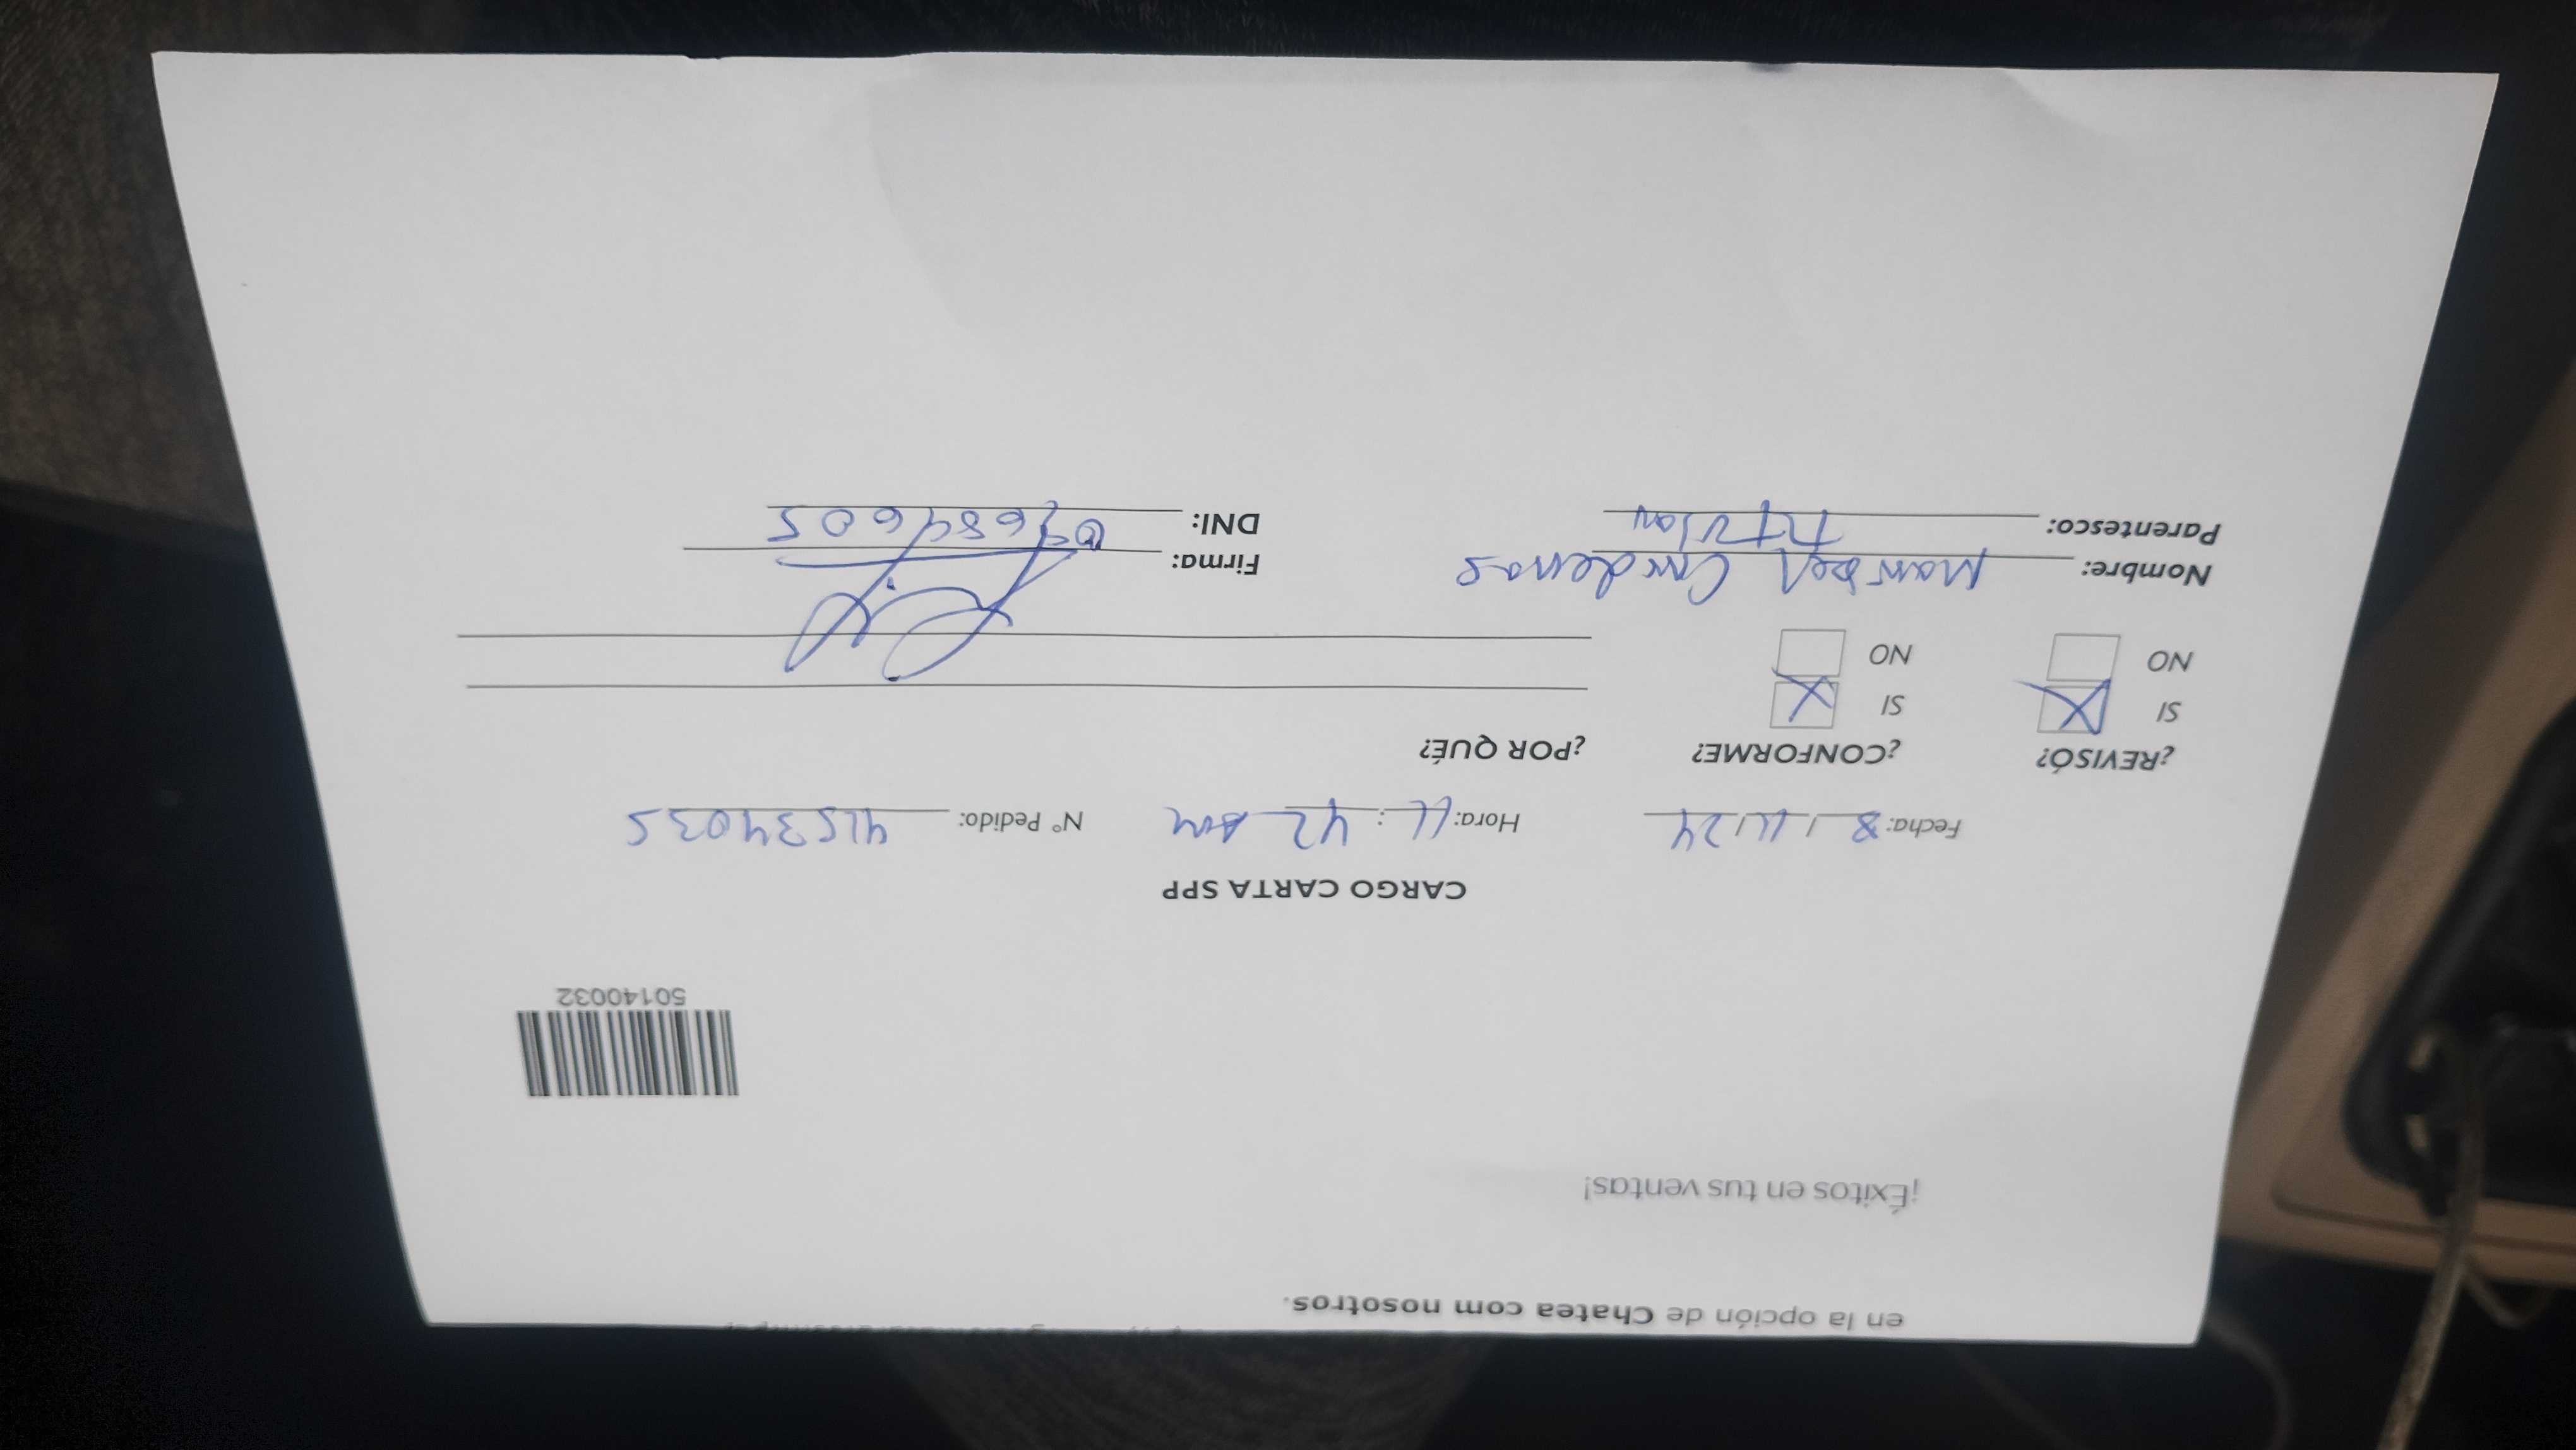 en la opción de Chatea com nosotros.
¡Éxitos en tus ventas!
50140032
CARGO CARTA SPP
Fecha: 8 / 11 / 24 Hora: 11 : 42 Am N° Pedido: 41534035
¿REVISÓ? ¿CONFORME? ¿POR QUÉ?
SI X SI X
NO NO
Nombre: Cardenas Firma:
Parentesco: DNI: 09684605